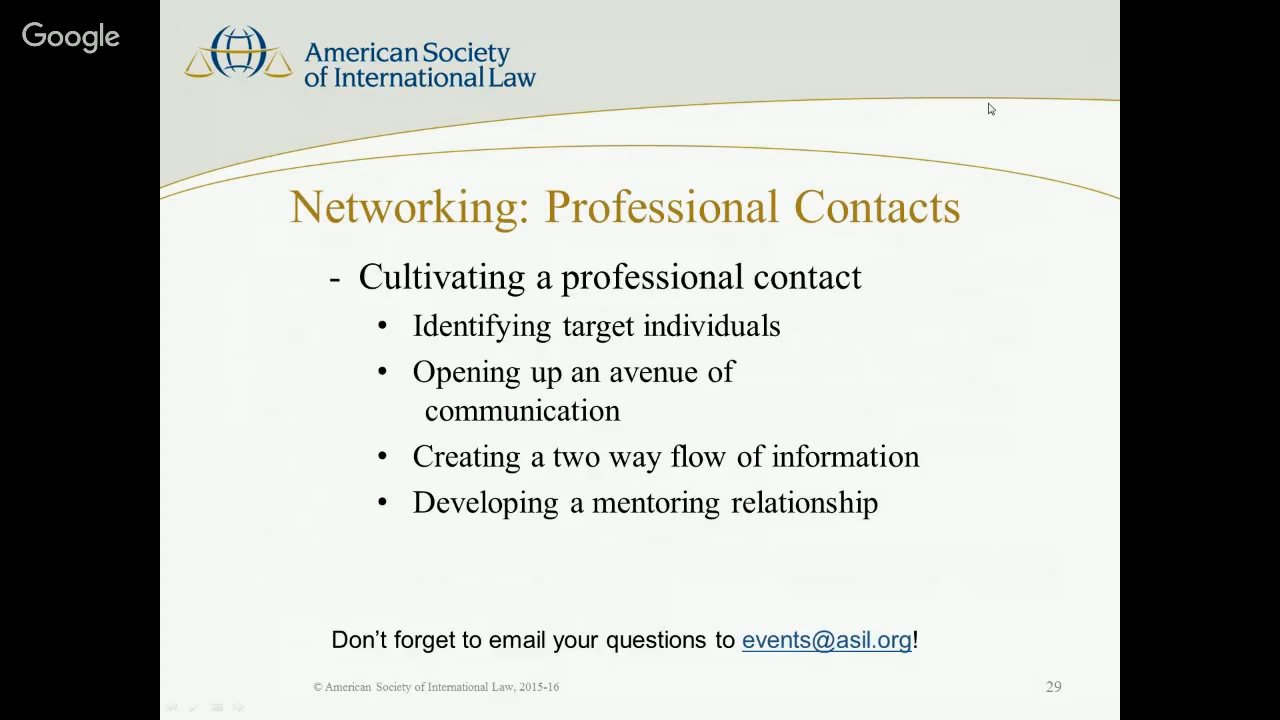 Google
American Society
of International Law
Networking: Professional Contacts
- Cultivating a professional contact
• Identifying target individuals
• Opening up an avenue of
communication
• Creating a two way flow of information
• Developing a mentoring relationship
Don’t forget to email your questions to events@asil.org!
© American Society of International Law, 2015-16
29